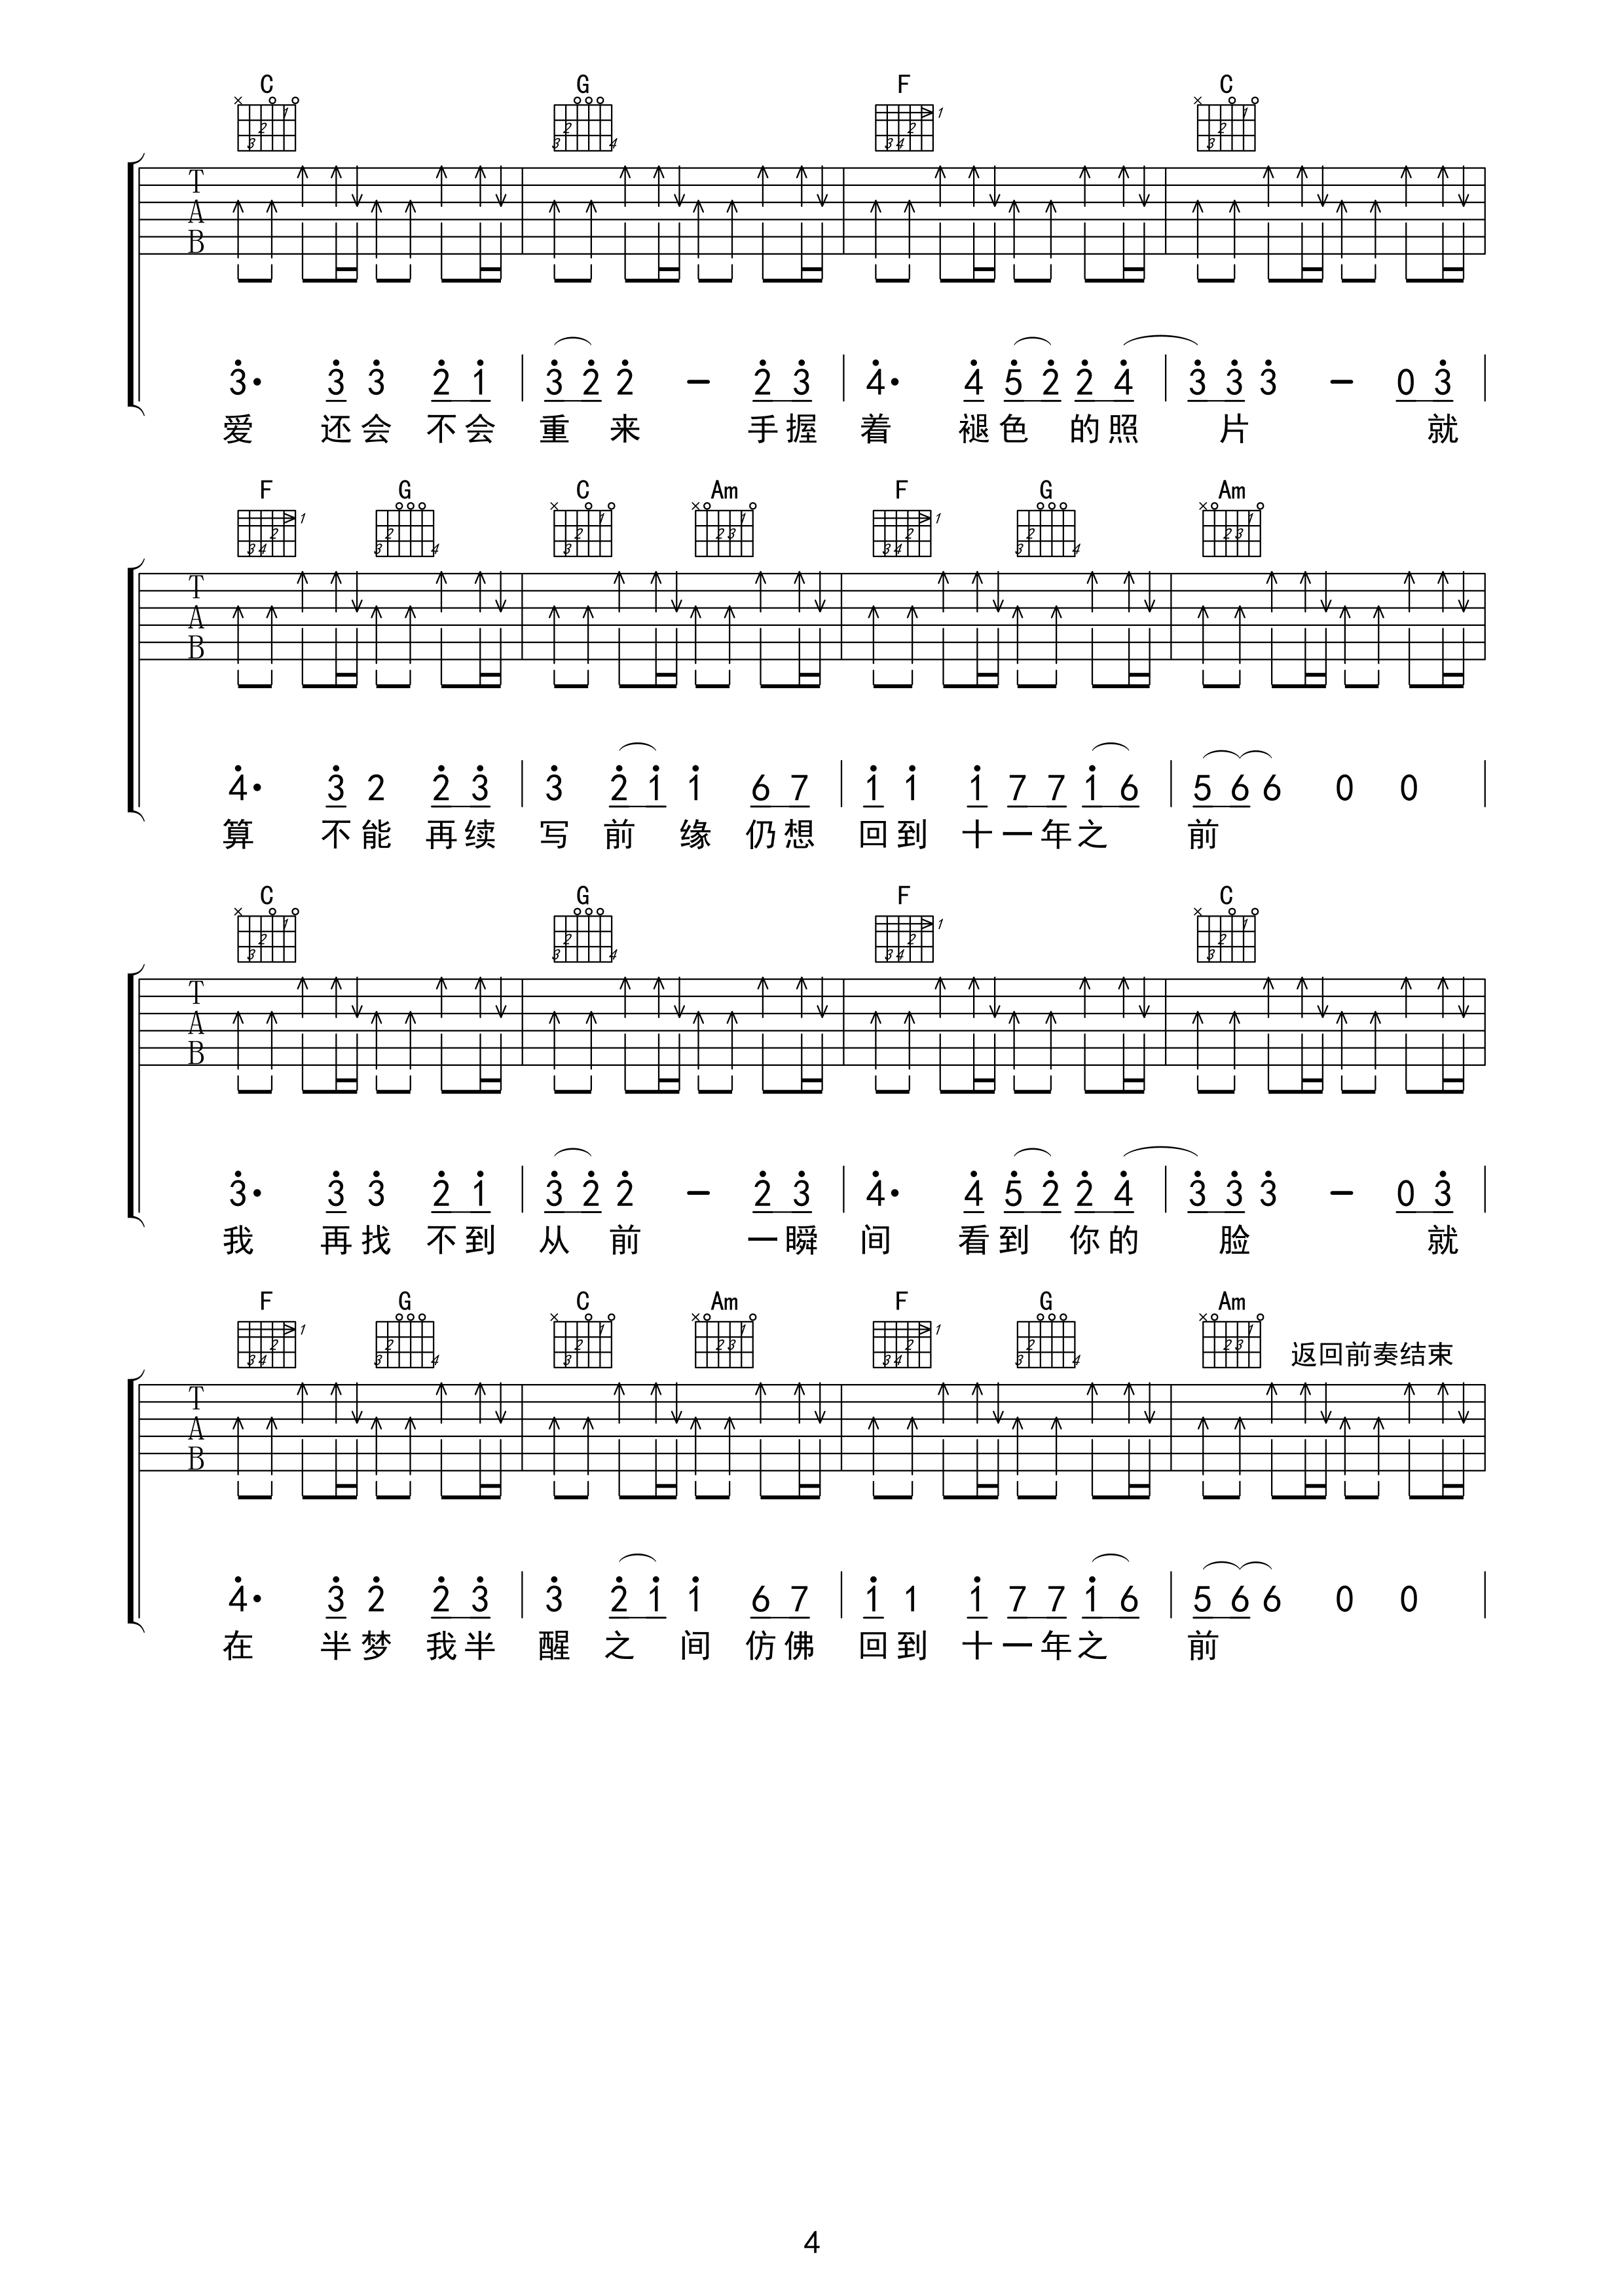 C G F C
× ×
T
A
B
3· 3 3 2 1 | 3 2 2 - 2 3 | 4· 4 5 2 2 4 | 3 3 3 - 0 3 |
爱 还会 不会 重 来 手握 着 褪色 的照 片 就
F G C Am F G Am
T
A
B
4· 3 2 2 3 | 3 2 1 1 6 7 | 1 1 1 7 7 1 6 | 5 6 6 0 0 |
算 不能 再续 写 前 缘 仍想 回到 十一年之 前
C G F C
T
A
B
3· 3 3 2 1 | 3 2 2 - 2 3 | 4· 4 5 2 2 4 | 3 3 3 - 0 3 |
我 再找 不到 从 前 一瞬 间 看到 你的 脸 就
F G C Am F G Am
返回前奏结束
T
A
B
4· 3 2 2 3 | 3 2 1 1 6 7 | 1 1 1 7 7 1 6 | 5 6 6 0 0 |
在 半梦 我半 醒 之 间 仿佛 回到 十一年之 前
4